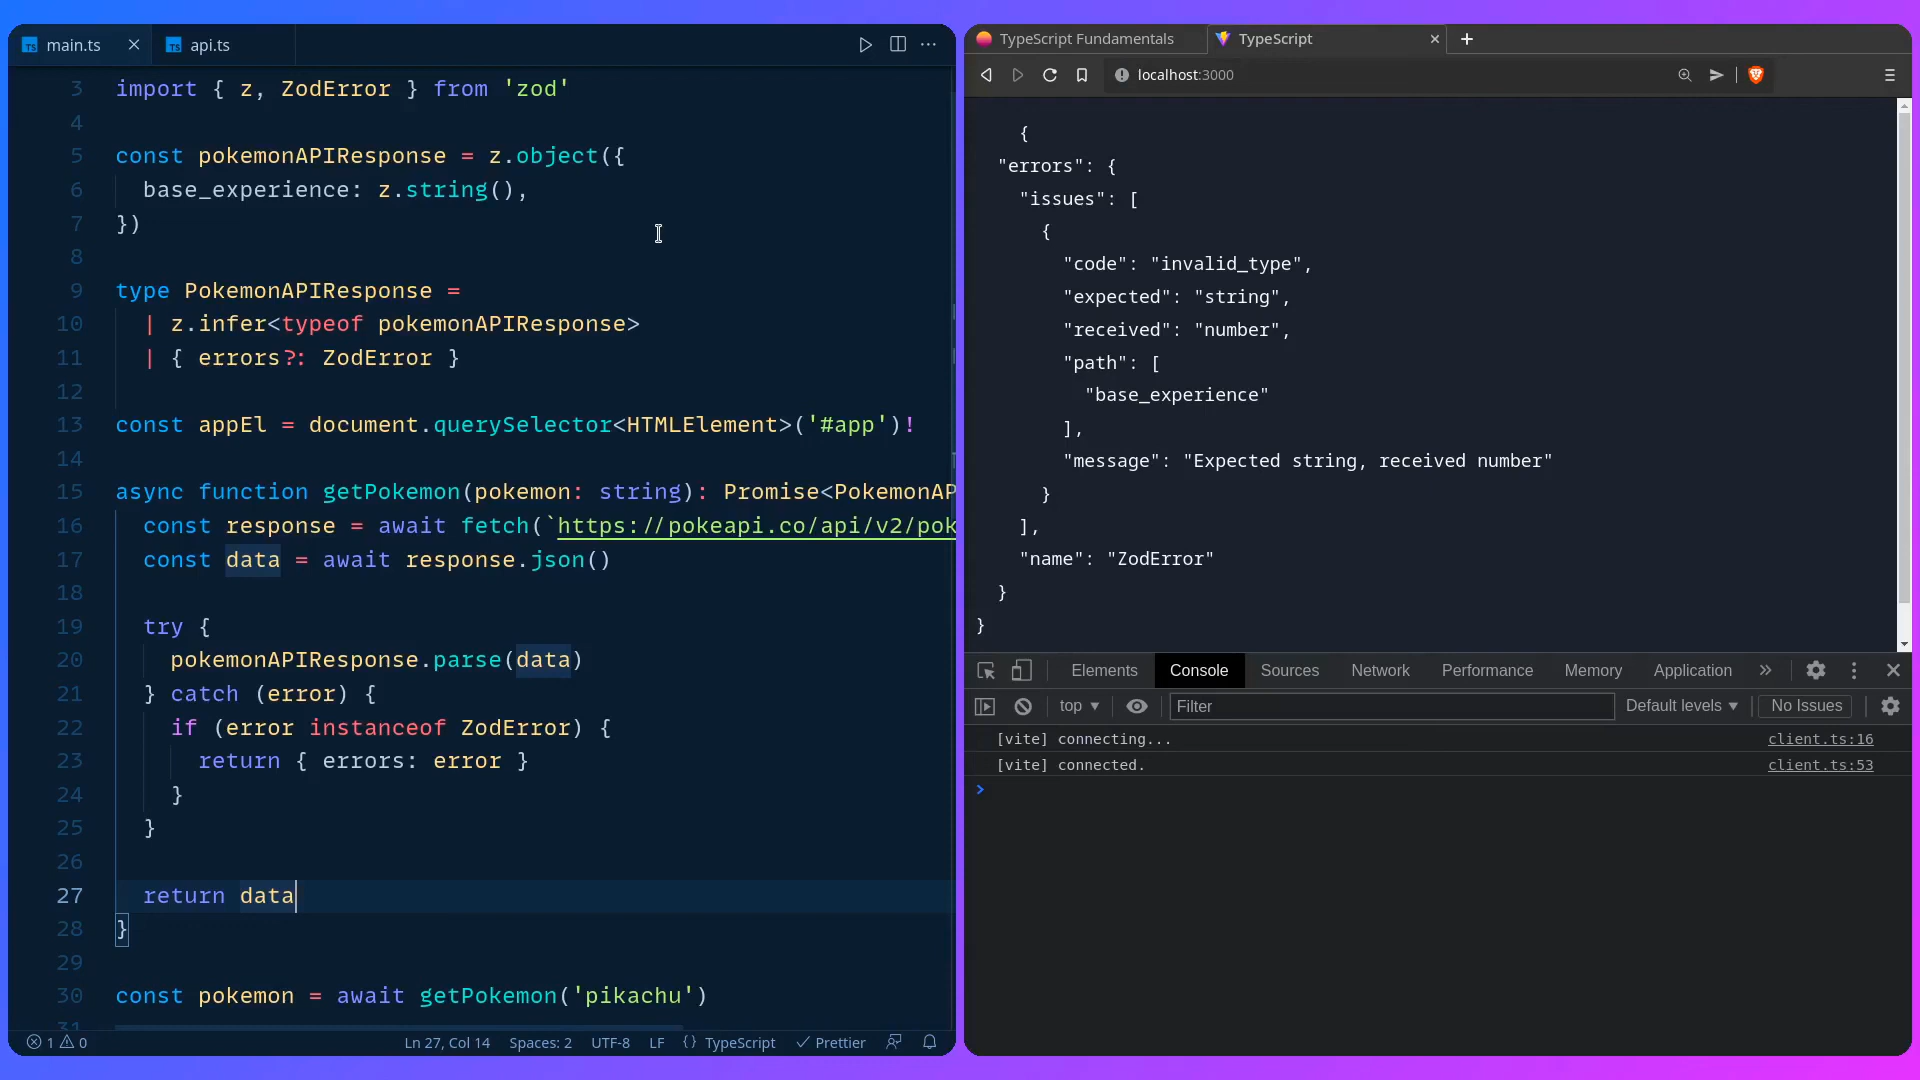 main.ts
api.ts
3 import { z, ZodError } from 'zod'
4
5 const pokemonAPIResponse = z.object({
6 base_experience: z.string(),
7 })
8
9 type PokemonAPIResponse =
10 | z.infer<typeof pokemonAPIResponse>
11 | { errors?: ZodError }
12
13 const appEl = document.querySelector<HTMLElement>('#app')!
14
15 async function getPokemon(pokemon: string): Promise<PokemonAP
16 const response = await fetch(`https://pokeapi.co/api/v2/pok
17 const data = await response.json()
18
19 try {
20 pokemonAPIResponse.parse(data)
21 } catch (error) {
22 if (error instanceof ZodError) {
23 return { errors: error }
24 }
25 }
26
27 return data
28 }
29
30 const pokemon = await getPokemon('pikachu')
31
1 0
Ln 27, Col 14
Spaces: 2
UTF-8
LF
{} TypeScript
Prettier
TypeScript Fundamentals
TypeScript
localhost:3000
{
"errors": {
"issues": [
{
"code": "invalid_type",
"expected": "string",
"received": "number",
"path": [
"base_experience"
],
"message": "Expected string, received number"
}
],
"name": "ZodError"
}
}
Elements
Console
Sources
Network
Performance
Memory
Application
top
Filter
Default levels
No Issues
[vite] connecting... client.ts:16
[vite] connected. client.ts:53